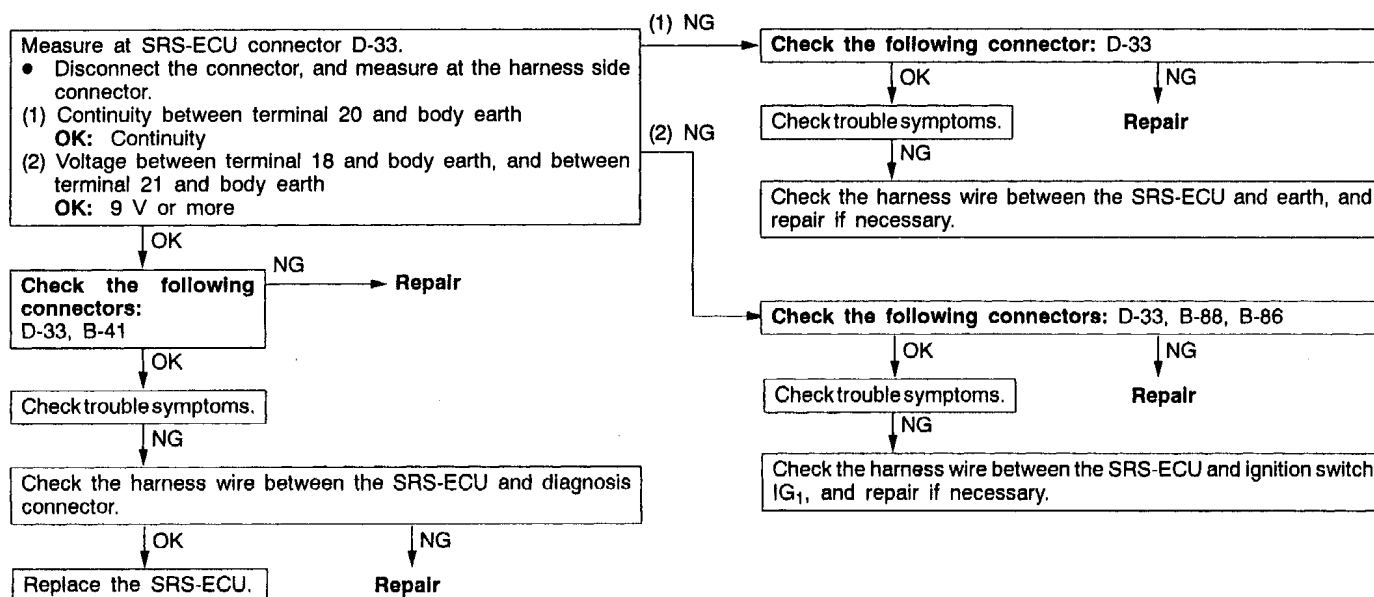 Measure at SRS-ECU connector D-33.
● Disconnect the connector, and measure at the harness side
connector.
(1) Continuity between terminal 20 and body earth
OK: Continuity
(2) Voltage between terminal 18 and body earth, and between
terminal 21 and body earth
OK: 9 V or more
(1) NG
Check the following connector: D-33
OK
NG
Check trouble symptoms.
Repair
NG
Check the harness wire between the SRS-ECU and earth, and
repair if necessary.
(2) NG
Check the following connectors: D-33, B-88, B-86
OK
NG
Check trouble symptoms.
Repair
NG
Check the harness wire between the SRS-ECU and ignition switch
IG1, and repair if necessary.
OK
Check the following
connectors:
D-33, B-41
NG
Repair
OK
Check trouble symptoms.
NG
Check the harness wire between the SRS-ECU and diagnosis
connector.
OK
NG
Replace the SRS-ECU.
Repair